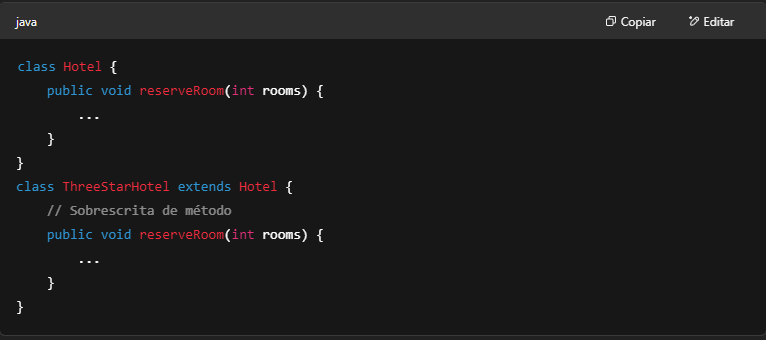 java Copiar Editar
class Hotel {
    public void reserveRoom(int rooms) {
        ...
    }
}
class ThreeStarHotel extends Hotel {
    // Sobrescrita de método
    public void reserveRoom(int rooms) {
        ...
    }
}